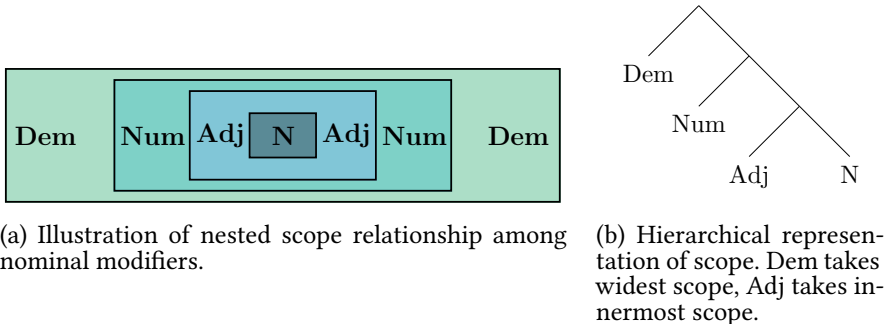 Dem Num Adj N Adj Num Dem
(a) Illustration of nested scope relationship among
nominal modifiers.
Dem
Num
Adj N
(b) Hierarchical represen-
tation of scope. Dem takes
widest scope, Adj takes in-
nermost scope.